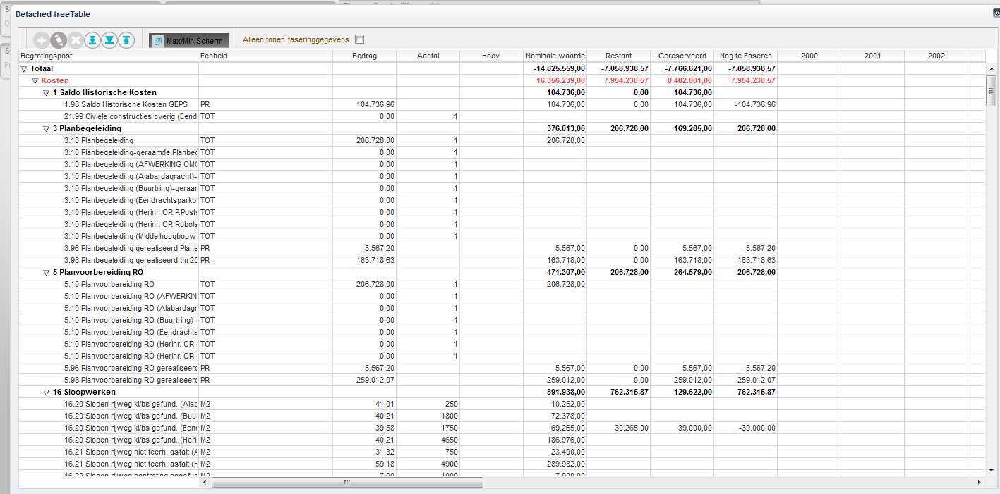 Detached treeTable
Max/Min Scherm Alleen tonen faseringgegevens
Begrotingspost Eenheid Bedrag Aantal Hoev. Nominale waarde Restant Gereserveerd Nog te Faseren 2000 2001 2002
Totaal -14.825.559,00 -7.058.938,57 -7.766.621,00 -7.058.938,57
Kosten 16.356.239,00 7.954.238,57 8.402.001,00 7.954.238,57
1 Saldo Historische Kosten 104.736,00 0,00 104.736,00
1.98 Saldo Historische Kosten GEPS PR 104.736,96 104.736,00 0,00 104.736,00 -104.736,96
21.99 Civiele constructies overig (Eend TOT 0,00 1
3 Planbegeleiding 376.013,00 206.728,00 169.285,00 206.728,00
3.10 Planbegeleiding TOT 206.728,00 1 206.728,00
3.10 Planbegeleiding-geraamde Planbeg TOT 0,00 1
3.10 Planbegeleiding (AFWERKING OM TOT 0,00 1
3.10 Planbegeleiding (Alabardagracht)- TOT 0,00 1
3.10 Planbegeleiding (Buurtring)-geraar TOT 0,00 1
3.10 Planbegeleiding (Eendrachtsparkb TOT 0,00 1
3.10 Planbegeleiding (Herinr. OR P.Post TOT 0,00 1
3.10 Planbegeleiding (Herinr. OR Robols TOT 0,00 1
3.10 Planbegeleiding (Middelhoogbouw TOT 0,00 1
3.96 Planbegeleiding gerealiseerd Plane PR 5.567,20 5.567,00 0,00 5.567,00 -5.567,20
3.98 Planbegeleiding gerealiseerd tm 20 PR 163.718,63 163.718,00 0,00 163.718,00 -163.718,63
5 Planvoorbereiding RO 471.307,00 206.728,00 264.579,00 206.728,00
5.10 Planvoorbereiding RO TOT 206.728,00 1 206.728,00
5.10 Planvoorbereiding RO (AFWERKIN TOT 0,00 1
5.10 Planvoorbereiding RO (Alabardagr TOT 0,00 1
5.10 Planvoorbereiding RO (Buurtring)- TOT 0,00 1
5.10 Planvoorbereiding RO (Eendrachts TOT 0,00 1
5.10 Planvoorbereiding RO (Herinr. OR TOT 0,00 1
5.10 Planvoorbereiding RO (Herinr. OR TOT 0,00 1
5.96 Planvoorbereiding RO gerealiseerd PR 5.567,20 5.567,00 0,00 5.567,00 -5.567,20
5.98 Planvoorbereiding RO gerealiseerd PR 259.012,07 259.012,00 0,00 259.012,00 -259.012,07
16 Sloopwerken 891.938,00 762.315,87 129.622,00 762.315,87
16.20 Slopen rijweg kl/bs gefund. (Alab M2 41,01 250 10.252,00
16.20 Slopen rijweg kl/bs gefund. (Buu M2 40,21 1800 72.378,00
16.20 Slopen rijweg kl/bs gefund. (Een M2 39,58 1750 69.265,00 30.265,00 39.000,00 -39.000,00
16.20 Slopen rijweg kl/bs gefund. (Heri M2 40,21 4650 186.976,00
16.21 Slopen rijweg niet teerh. asfalt (A M2 31,32 750 23.490,00
16.21 Slopen rijweg niet teerh. asfalt (H M2 59,18 4900 289.982,00
16.22 Slopen rijweg bestrating ongefun M2 7,90 1000 7.900,00